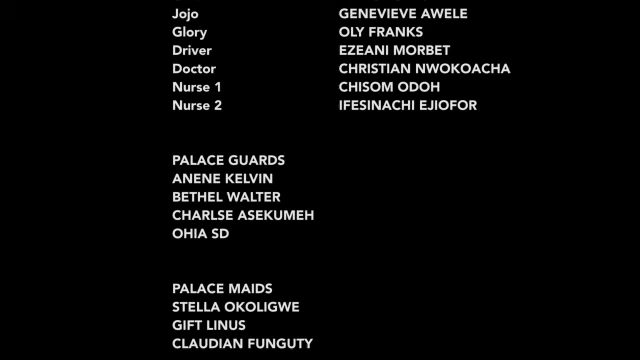 Jojo GENEVIEVE AWELE
Glory OLY FRANKS
Driver EZEANI MORBET
Doctor CHRISTIAN NWOKOACHA
Nurse 1 CHISOM ODOH
Nurse 2 IFESINACHI EJIOFOR
PALACE GUARDS
ANENE KELVIN
BETHEL WALTER
CHARLSE ASEKUMEH
OHIA SD
PALACE MAIDS
STELLA OKOLIGWE
GIFT LINUS
CLAUDIAN FUNGUTY